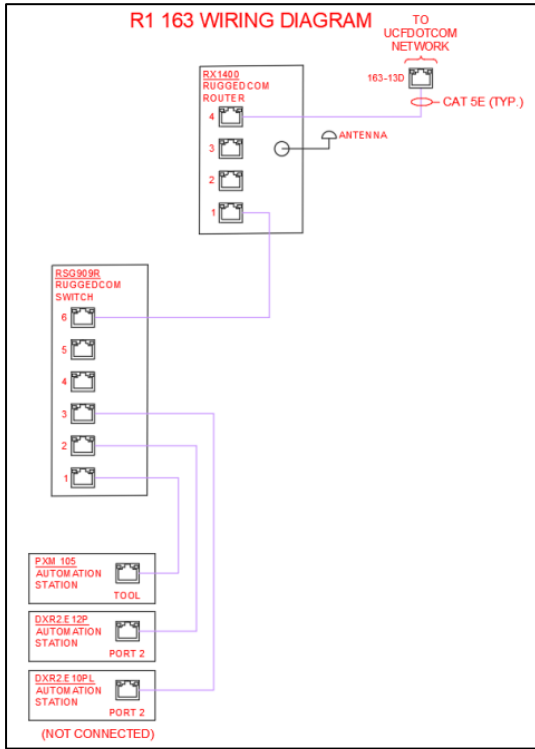 R1 163 WIRING DIAGRAM
TO
UCFDOTCOM
NETWORK
163-13D
CAT 5E (TYP.)
RX1400
RUGGEDCOM
ROUTER
4
3
2
1
ANTENNA
RSG909R
RUGGEDCOM
SWITCH
6
5
4
3
2
1
PXM 105
AUTOMATION
STATION
TOOL
DXR2.E12P
AUTOMATION
STATION
PORT 2
DXR2.E10PL
AUTOMATION
STATION
PORT 2
(NOT CONNECTED)